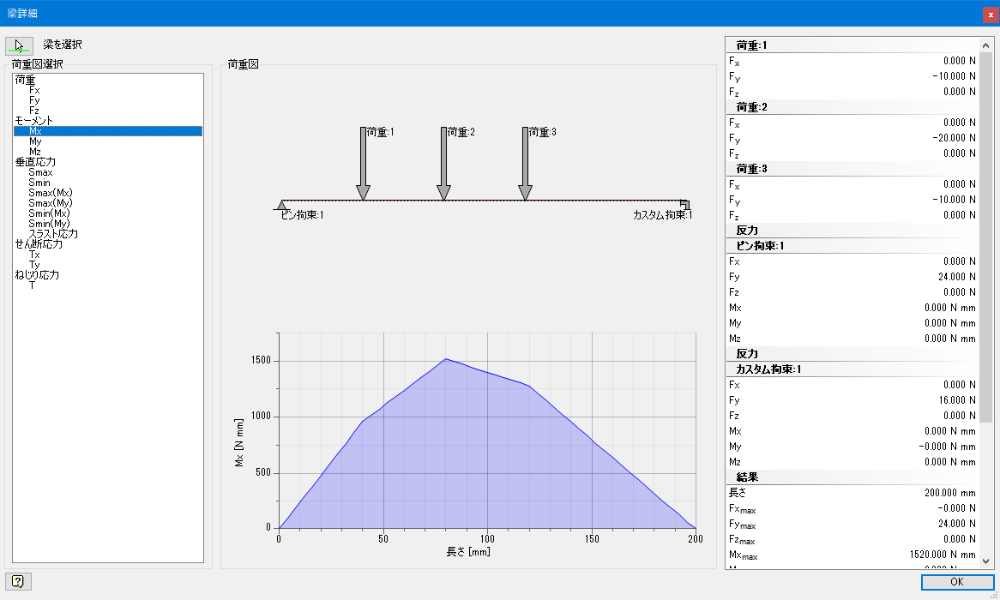 梁詳細
x
梁を選択
荷重図選択
荷重
Fx
Fy
Fz
モーメント
Mx
My
Mz
垂直応力
Smax
Smin
Smax(Mx)
Smax(My)
Smin(Mx)
Smin(My)
スラスト応力
せん断応力
Tx
Ty
ねじり応力
T
荷重図
荷重:1
荷重:2
荷重:3
ピン拘束:1
カスタム拘束:1
Mx [N mm]
1500
1000
500
0
0 50 100 150 200
長さ [mm]
荷重:1
Fx 0.000 N
Fy -10.000 N
Fz 0.000 N
荷重:2
Fx 0.000 N
Fy -20.000 N
Fz 0.000 N
荷重:3
Fx 0.000 N
Fy -10.000 N
Fz 0.000 N
反力
ピン拘束:1
Fx 0.000 N
Fy 24.000 N
Fz 0.000 N
Mx 0.000 N mm
My 0.000 N mm
Mz 0.000 N mm
反力
カスタム拘束:1
Fx 0.000 N
Fy 16.000 N
Fz 0.000 N
Mx 0.000 N mm
My -0.000 N mm
Mz 0.000 N mm
結果
長さ 200.000 mm
Fxmax -0.000 N
Fymax 24.000 N
Fzmax 0.000 N
Mxmax 1520.000 N mm
?
OK